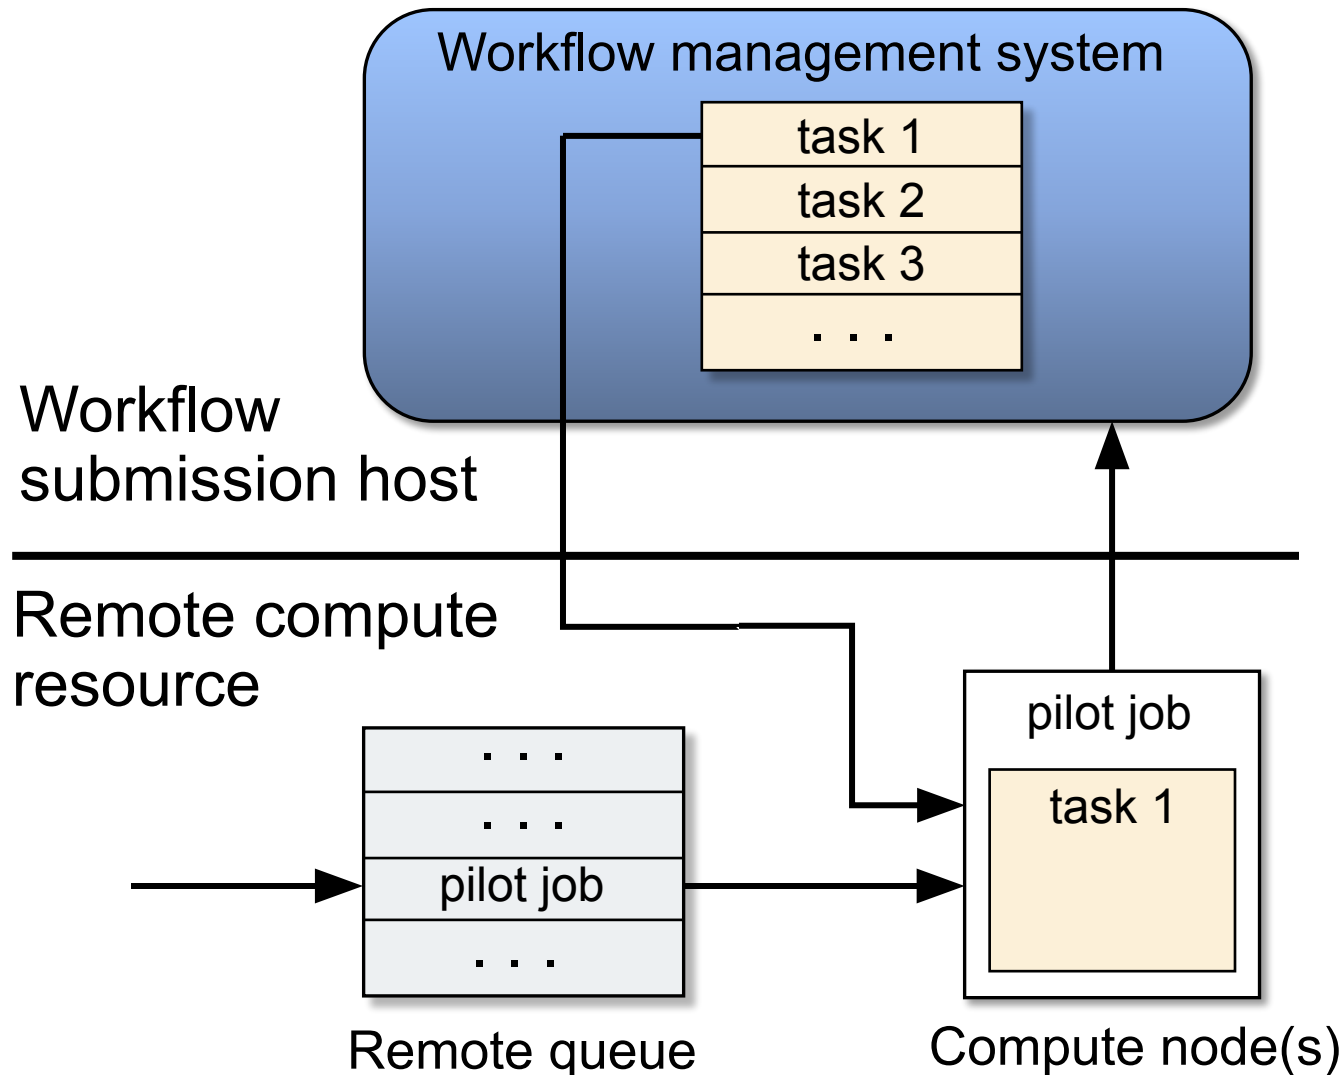 Workflow management system
task 1
task 2
task 3
. . .
Workflow
submission host
Remote compute
resource
. . .
. . .
pilot job
. . .
Remote queue
pilot job
task 1
Compute node(s)